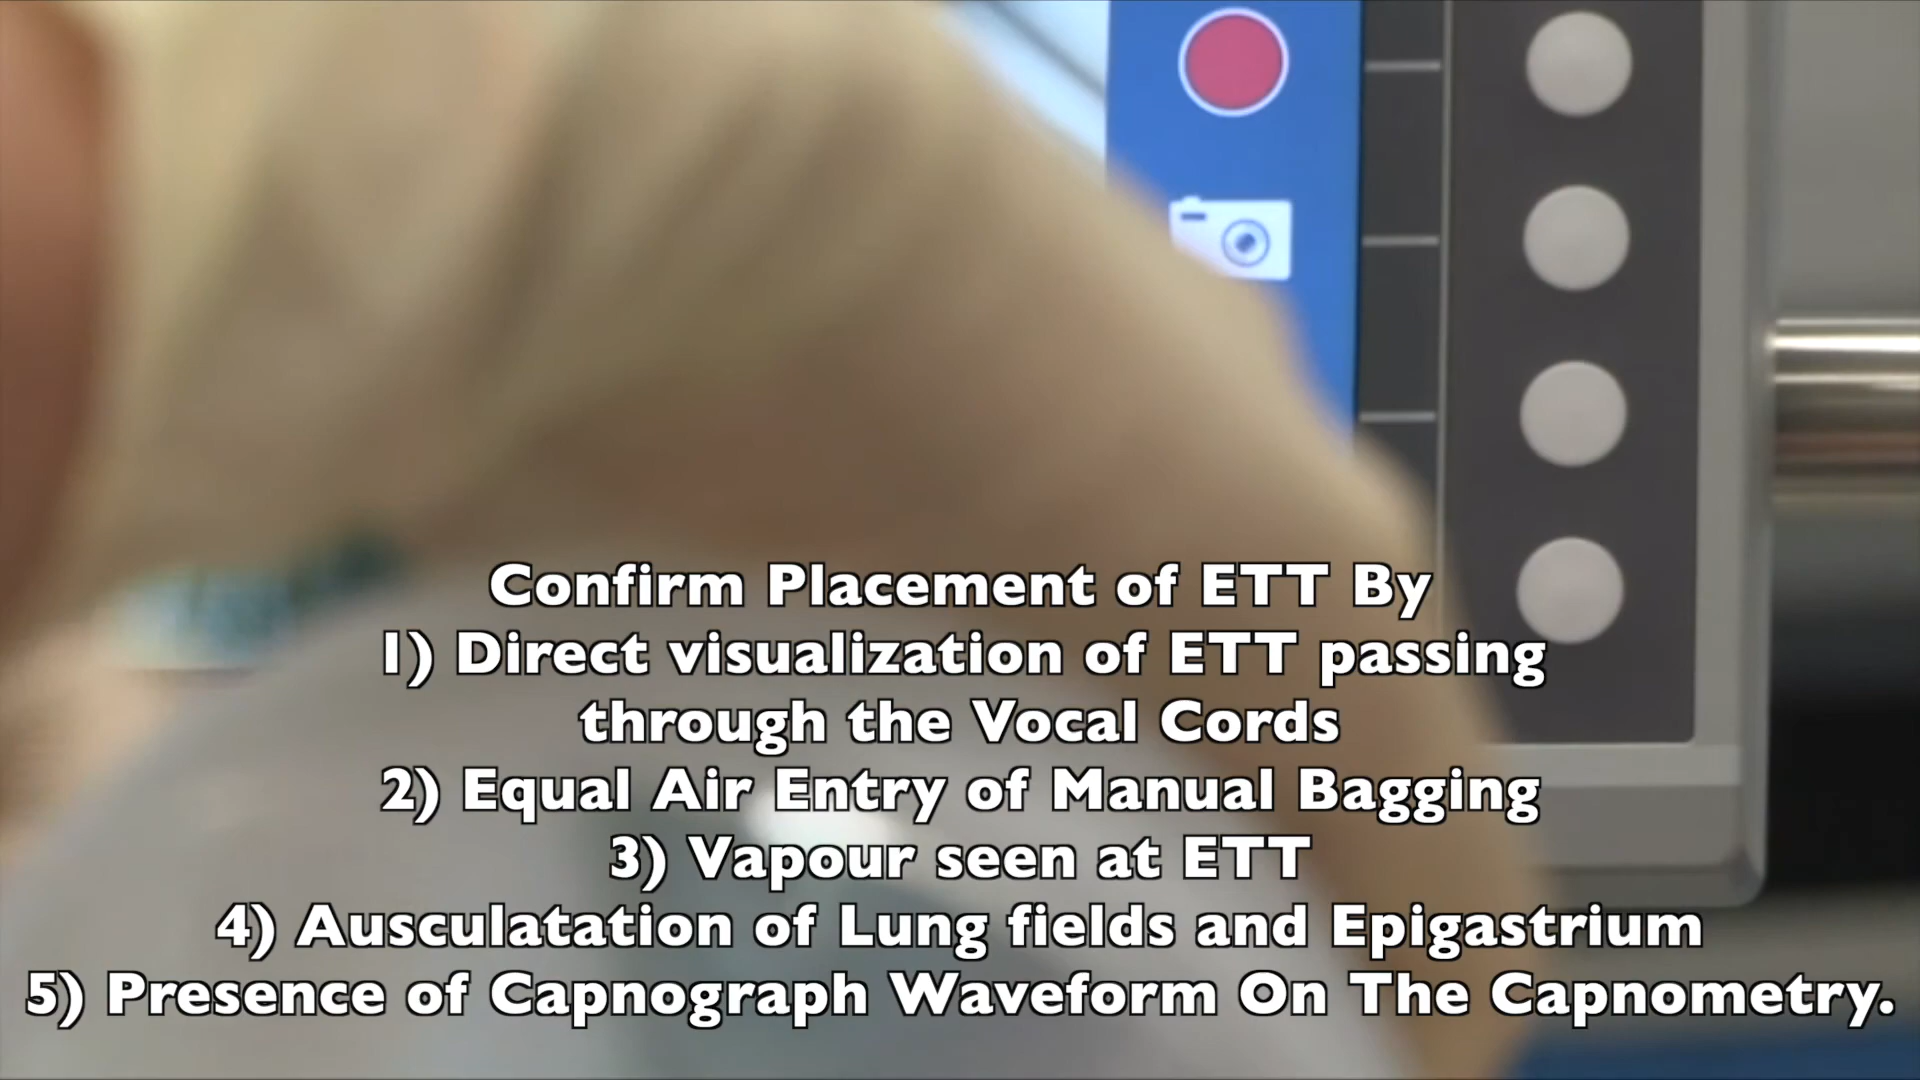 Confirm Placement of ETT By
1) Direct visualization of ETT passing
through the Vocal Cords
2) Equal Air Entry of Manual Bagging
3) Vapour seen at ETT
4) Ausculatation of Lung fields and Epigastrium
5) Presence of Capnograph Waveform On The Capnometry.